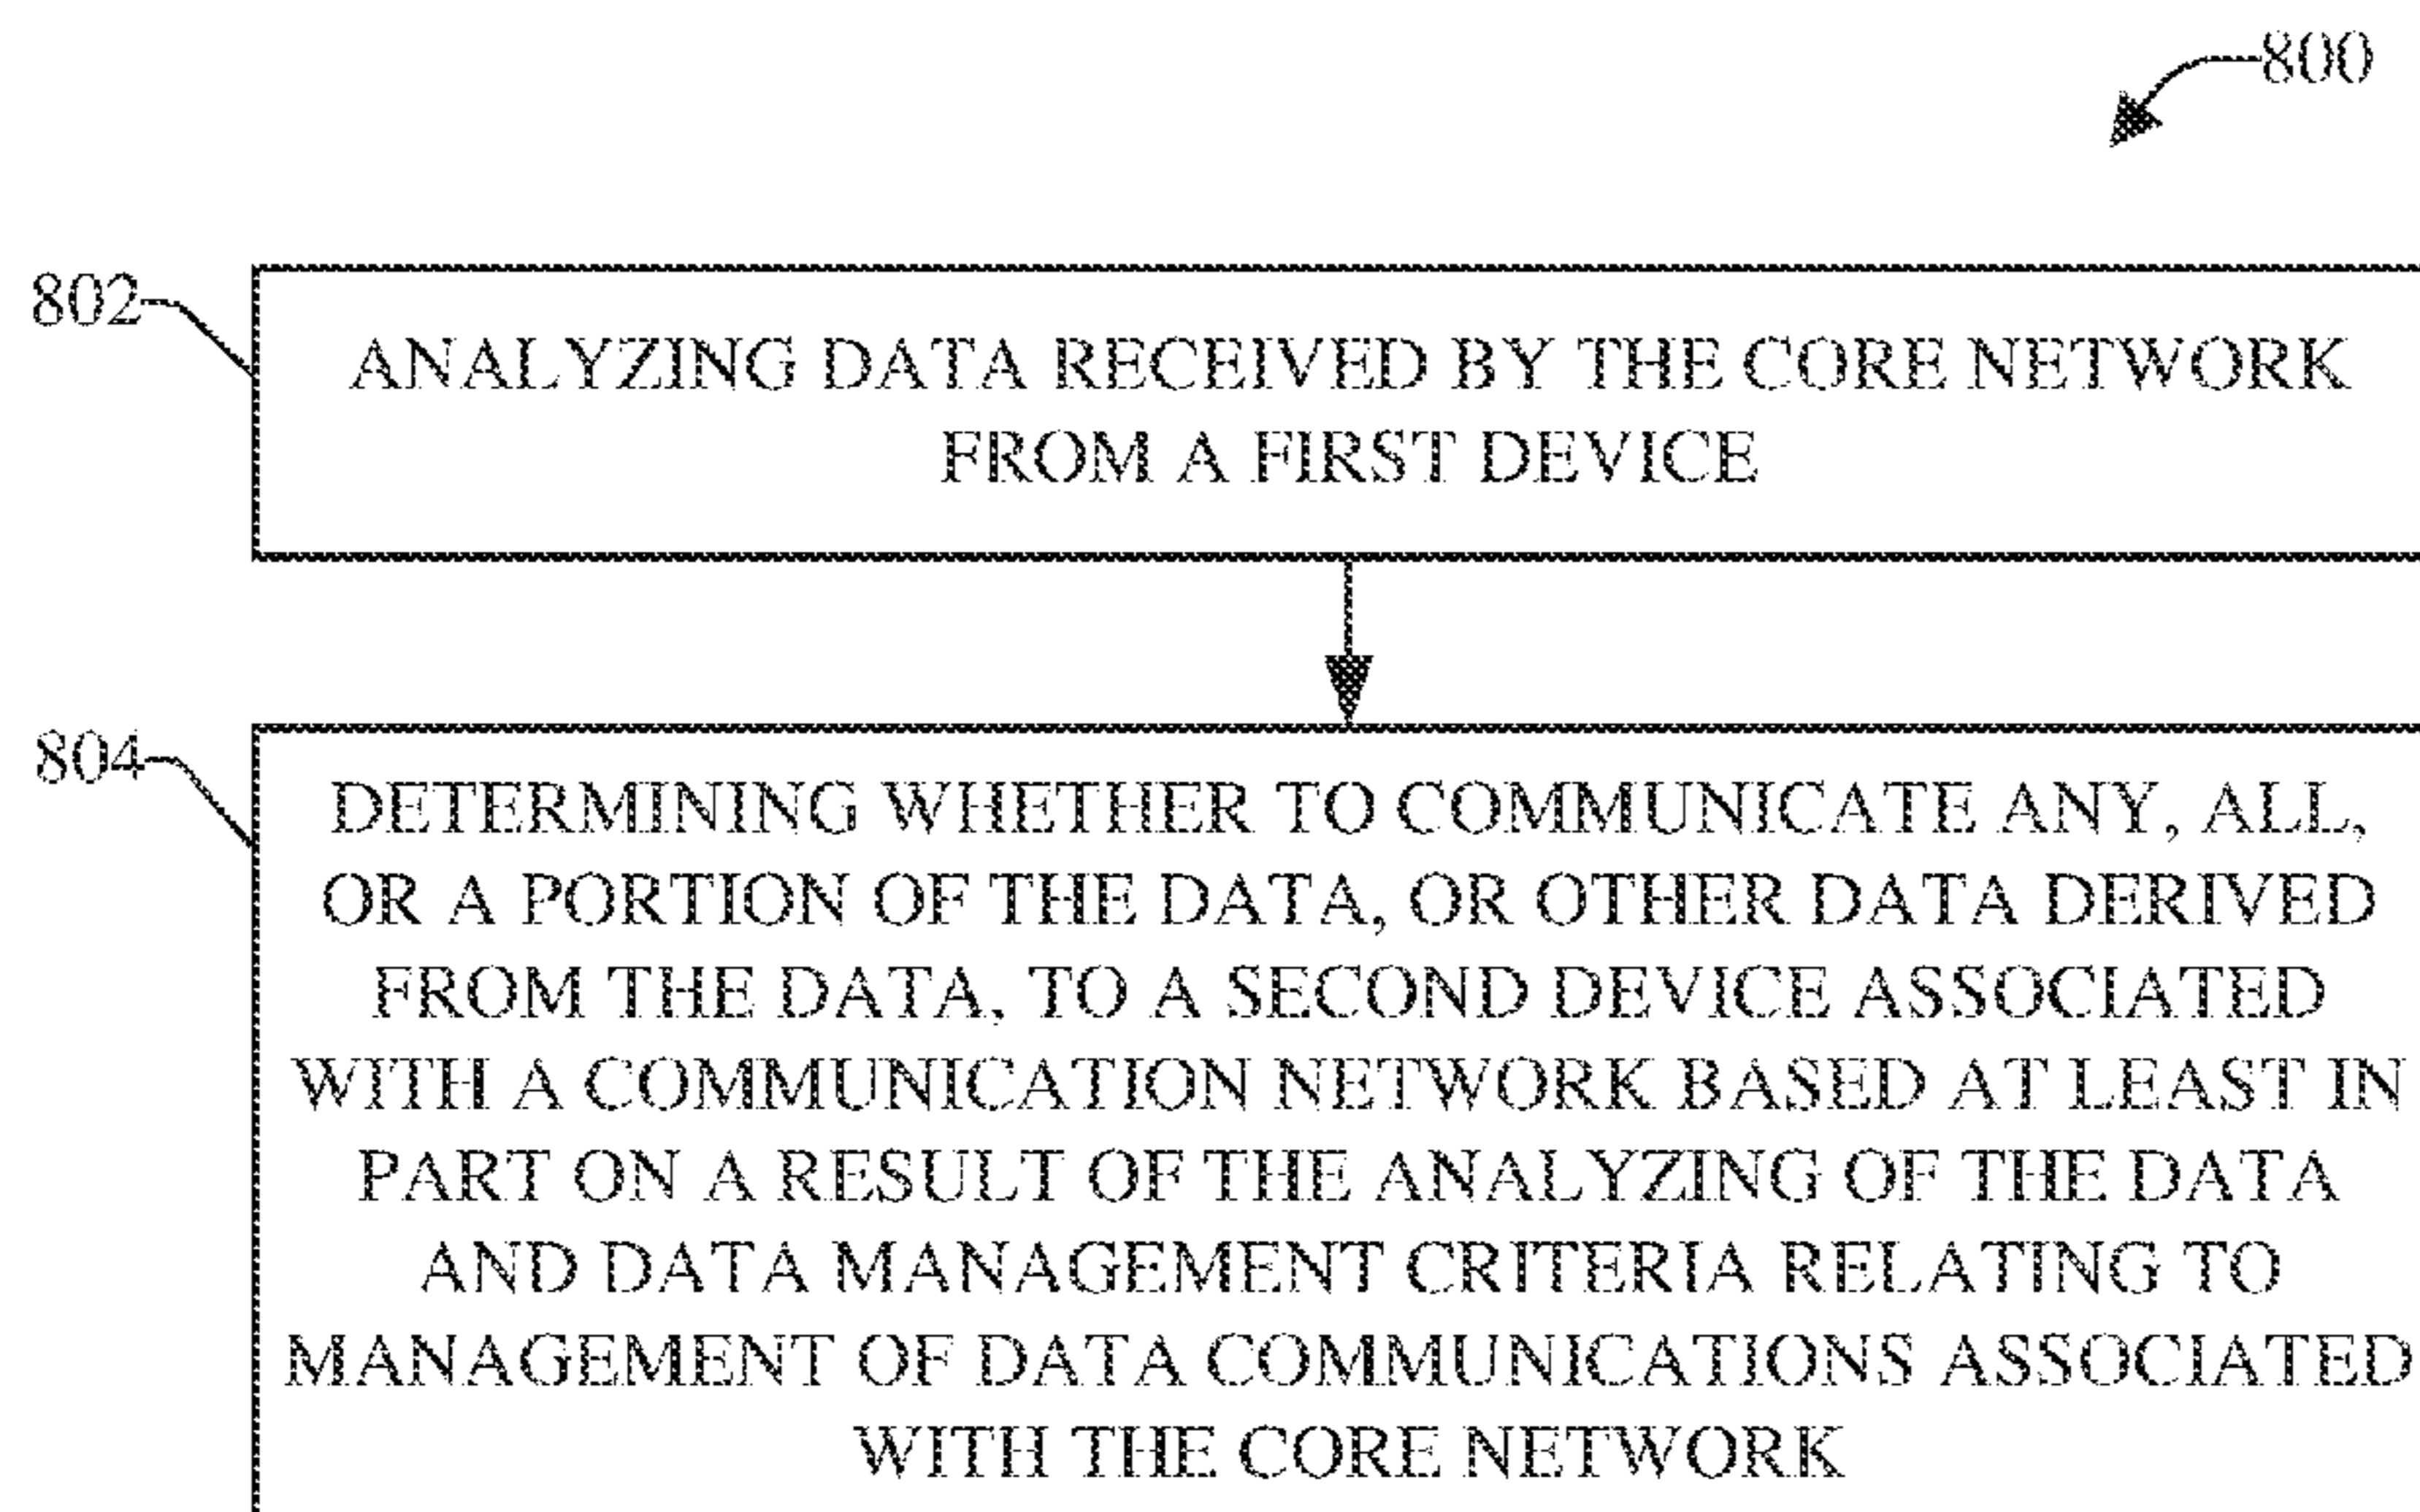 800
802
ANALYZING DATA RECEIVED BY THE CORE NETWORK
FROM A FIRST DEVICE
804
DETERMINING WHETHER TO COMMUNICATE ANY, ALL,
OR A PORTION OF THE DATA, OR OTHER DATA DERIVED
FROM THE DATA, TO A SECOND DEVICE ASSOCIATED
WITH A COMMUNICATION NETWORK BASED AT LEAST IN
PART ON A RESULT OF THE ANALYZING OF THE DATA
AND DATA MANAGEMENT CRITERIA RELATING TO
MANAGEMENT OF DATA COMMUNICATIONS ASSOCIATED
WITH THE CORE NETWORK